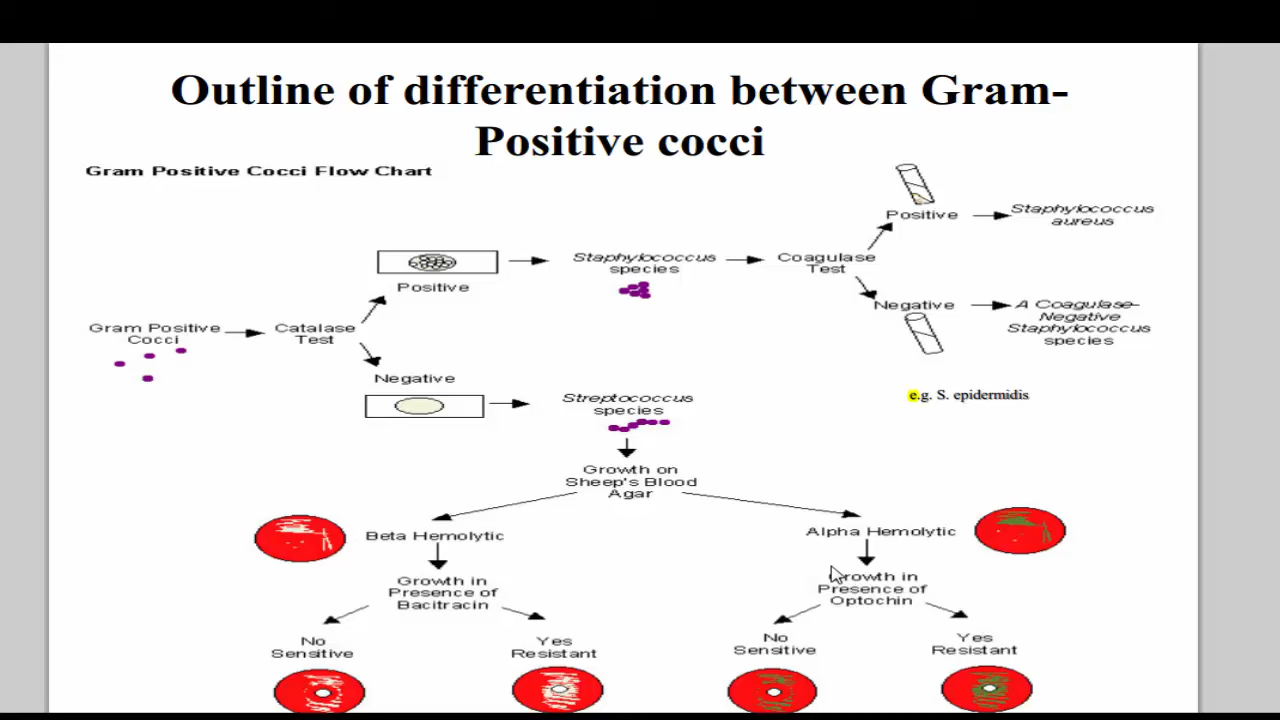 Outline of differentiation between Gram-
Positive cocci
Gram Positive Cocci Flow Chart
Positive
Staphylococcus
aureus
Staphylococcus
species
Coagulase
Test
Positive
Negative
A Coagulase-
Negative
Staphylococcus
species
Gram Positive
Cocci
Catalase
Test
Negative
e.g. S. epidermidis
Streptococcus
species
Growth on
Sheep's Blood
Agar
Beta Hemolytic
Alpha Hemolytic
Growth in
Presence of
Bacitracin
Growth in
Presence of
Optochin
No
Sensitive
Yes
Resistant
No
Sensitive
Yes
Resistant